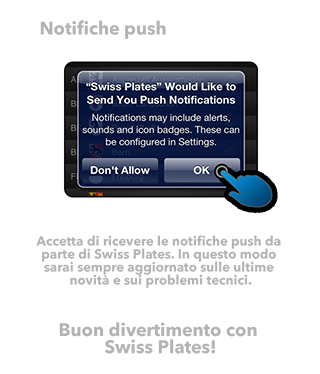 Notifiche push
“Swiss Plates” Would Like to
Send You Push Notifications
Notifications may include alerts,
sounds and icon badges. These can
be configured in Settings.
Don't Allow
OK
Accetta di ricevere le notifiche push da
parte di Swiss Plates. In questo modo
sarai sempre aggiornato sulle ultime
novità e sui problemi tecnici.
Buon divertimento con
Swiss Plates!